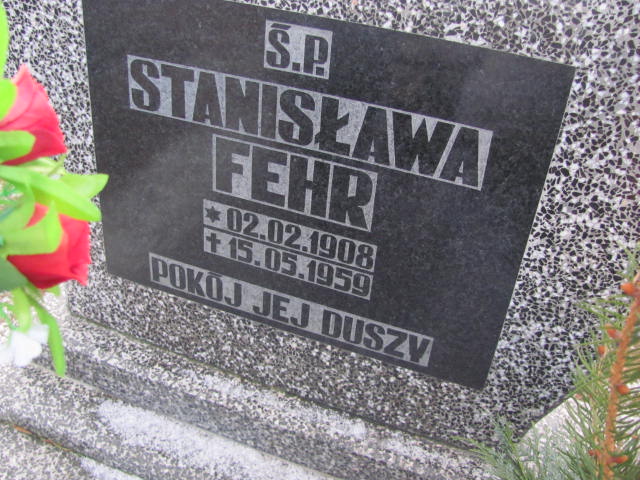 Ś.P.
STANISŁAWA
FEHR
* 02.02.1908
† 15.05.1959
POKÓJ JEJ DUSZY